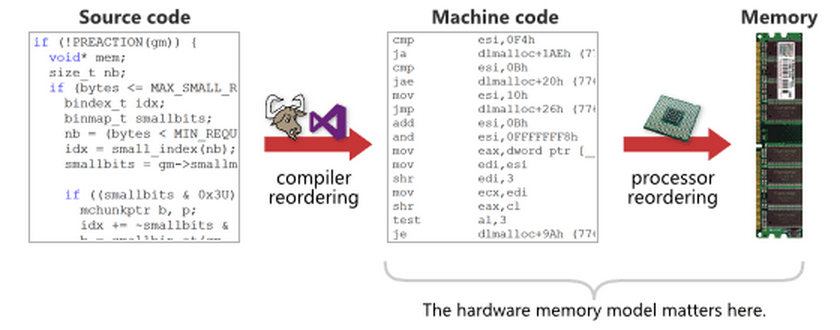 Source code
if (!PREACTION(gm)) {
void* mem;
size_t nb;
if (bytes <= MAX_SMALL_R
bindex_t idx;
binmap_t smallbits;
nb = (bytes < MIN_REQU
idx = small_index(nb);
smallbits = gm->smallm
if ((smallbits & 0x3U)
mchunkptr b, p;
idx += ~smallbits &
compiler
reordering
Machine code
cmp esi,0F4h
ja dlmalloc+1AEh (7
cmp esi,0Bh
jae dlmalloc+20h (77
mov esi,10h
jmp dlmalloc+26h (77
add esi,0Bh
and esi,0FFFFFFF8h
mov eax,dword ptr [_
mov edi,esi
shr edi,3
mov ecx,edi
shr eax,cl
test al,3
je dlmalloc+9Ah (77
processor
reordering
Memory
The hardware memory model matters here.